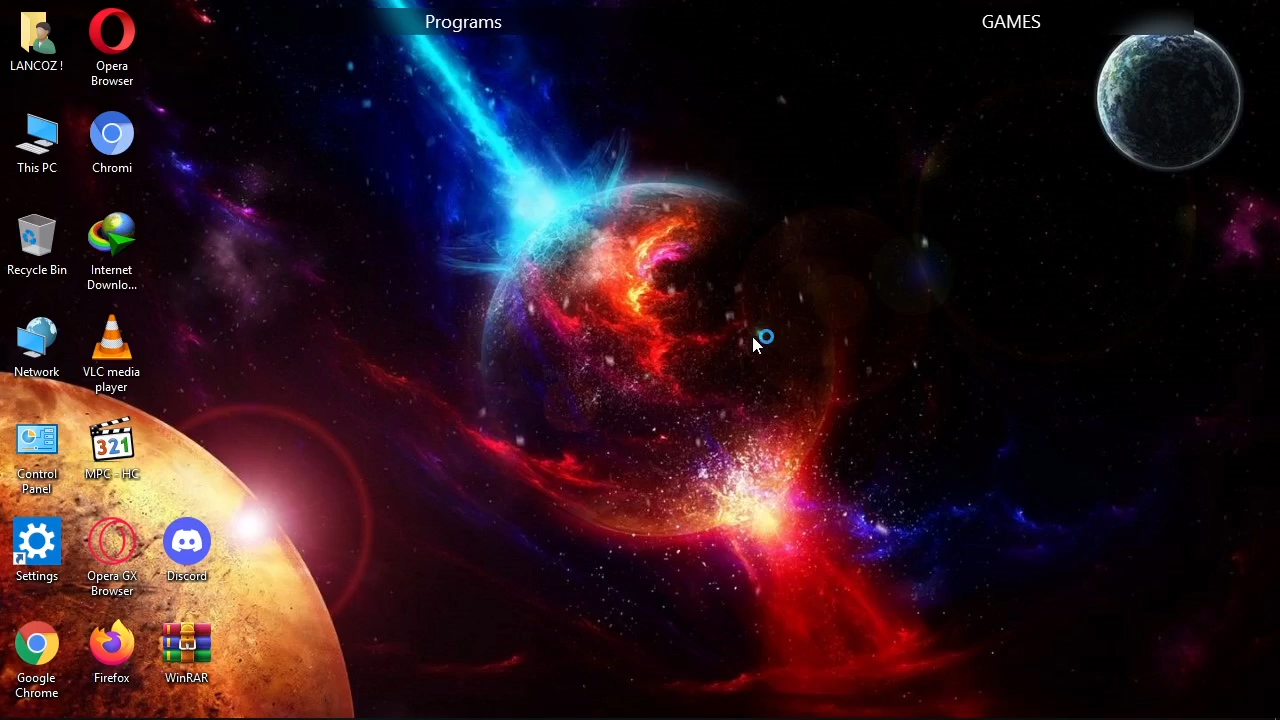 Programs
GAMES
LANCOZ !
Opera
Browser
This PC
Chromi
Recycle Bin
Internet
Downlo...
Network
VLC media
player
321
Control
Panel
MPC - HC
Settings
Opera GX
Browser
Discord
Google
Chrome
Firefox
WinRAR